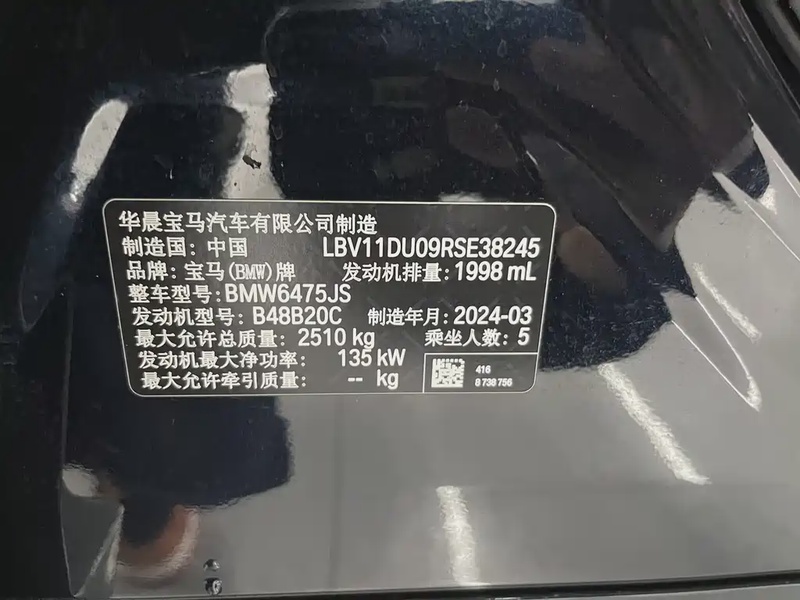 华晨宝马汽车有限公司制造
制造国: 中国 LBV11DU09RSE38245
品牌: 宝马(BMW)牌 发动机排量: 1998 mL
整车型号: BMW6475JS
发动机型号: B48B20C 制造年月: 2024-03
最大允许总质量: 2510 kg 乘坐人数: 5
发动机最大净功率: 135 kW
最大允许牵引质量: -- kg
416
8 738 756